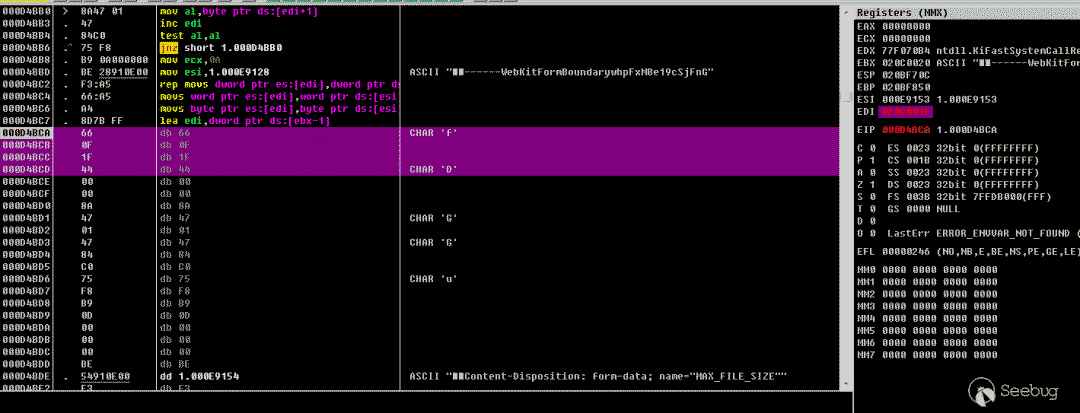 000D4BB0 > 8A47 01 mov al,byte ptr ds:[edi+1]
000D4BB3 . 47 inc edi
000D4BB4 . 84C0 test al,al
000D4BB6 .^ 75 F8 jnz short 1.000D4BB0
000D4BB8 . B9 0A000000 mov ecx,0A
000D4BBD . BE 28910E00 mov esi,1.000E9128 ASCII "■■------WebKitFormBoundarywhpFxM8e19cSjFnG"
000D4BC2 . F3:A5 rep movs dword ptr es:[edi],dword ptr ds:
000D4BC4 . 66:A5 movs word ptr es:[edi],word ptr ds:[esi
000D4BC6 . A4 movs byte ptr es:[edi],byte ptr ds:[esi
000D4BC7 . 8D7B FF lea edi,dword ptr ds:[ebx-1]
000D4BCA 66 db 66 CHAR 'f'
000D4BCB 0F db 0F
000D4BCC 1F db 1F
000D4BCD 44 db 44 CHAR 'D'
000D4BCE 00 db 00
000D4BCF 00 db 00
000D4BD0 8A db 8A
000D4BD1 47 db 47 CHAR 'G'
000D4BD2 01 db 01
000D4BD3 47 db 47 CHAR 'G'
000D4BD4 84 db 84
000D4BD5 C0 db C0
000D4BD6 75 db 75 CHAR 'u'
000D4BD7 F8 db F8
000D4BD8 B9 db B9
000D4BD9 0D db 0D
000D4BDA 00 db 00
000D4BDB 00 db 00
000D4BDC 00 db 00
000D4BDD BE db BE
000D4BDE . 54910E00 dd 1.000E9154 ASCII "■■Content-Disposition: form-data; name="MAX_FILE_SIZE""
000D4BE2 F3 db F3
Registers (MMX)
EAX 00000000
ECX 00000000
EDX 77F070B4 ntdll.KiFastSystemCallRe
EBX 020C0020 ASCII "■■------WebKitForm
ESP 020BF70C
EBP 020BF850
ESI 000E9153 1.000E9153
EDI
EIP 000D4BCA 1.000D4BCA
C 0 ES 0023 32bit 0(FFFFFFFF)
P 1 CS 001B 32bit 0(FFFFFFFF)
A 0 SS 0023 32bit 0(FFFFFFFF)
Z 1 DS 0023 32bit 0(FFFFFFFF)
S 0 FS 003B 32bit 7FFDB000(FFF)
T 0 GS 0000 NULL
D 0
O 0 LastErr ERROR_ENVVAR_NOT_FOUND (
EFL 00000246 (NO,NB,E,BE,NS,PE,GE,LE)
MM0 0000 0000 0000 0000
MM1 0000 0000 0000 0000
MM2 0000 0000 0000 0000
MM3 0000 0000 0000 0000
MM4 0000 0000 0000 0000
MM5 0000 0000 0000 0000
MM6 0000 0000 0000 0000
MM7 0000 0000 0000 0000
Seebug